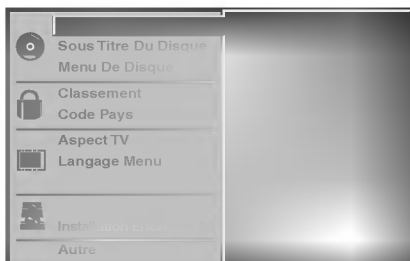 Sous Titre Du Disque
Menu De Disque
Classement
Code Pays
Aspect TV
Langage Menu
Autre